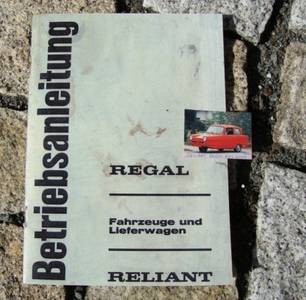 Betriebsanleitung
REGAL
Fahrzeuge und
Lieferwagen
RELIANT